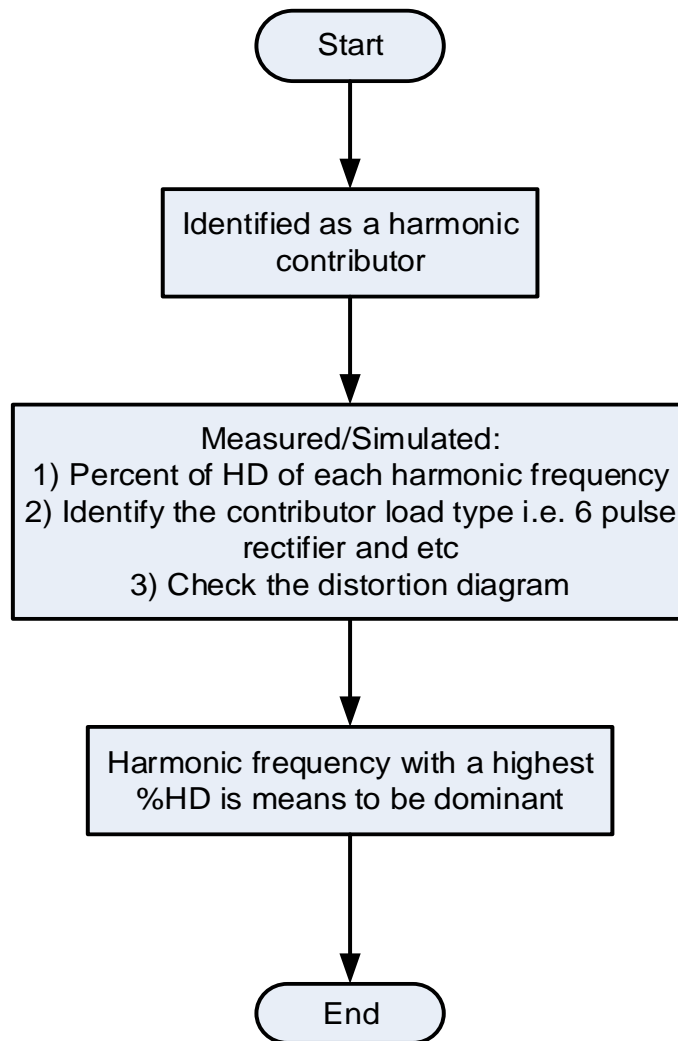 Start
Identified as a harmonic
contributor
Measured/Simulated:
1) Percent of HD of each harmonic frequency
2) Identify the contributor load type i.e. 6 pulse
rectifier and etc
3) Check the distortion diagram
Harmonic frequency with a highest
%HD is means to be dominant
End